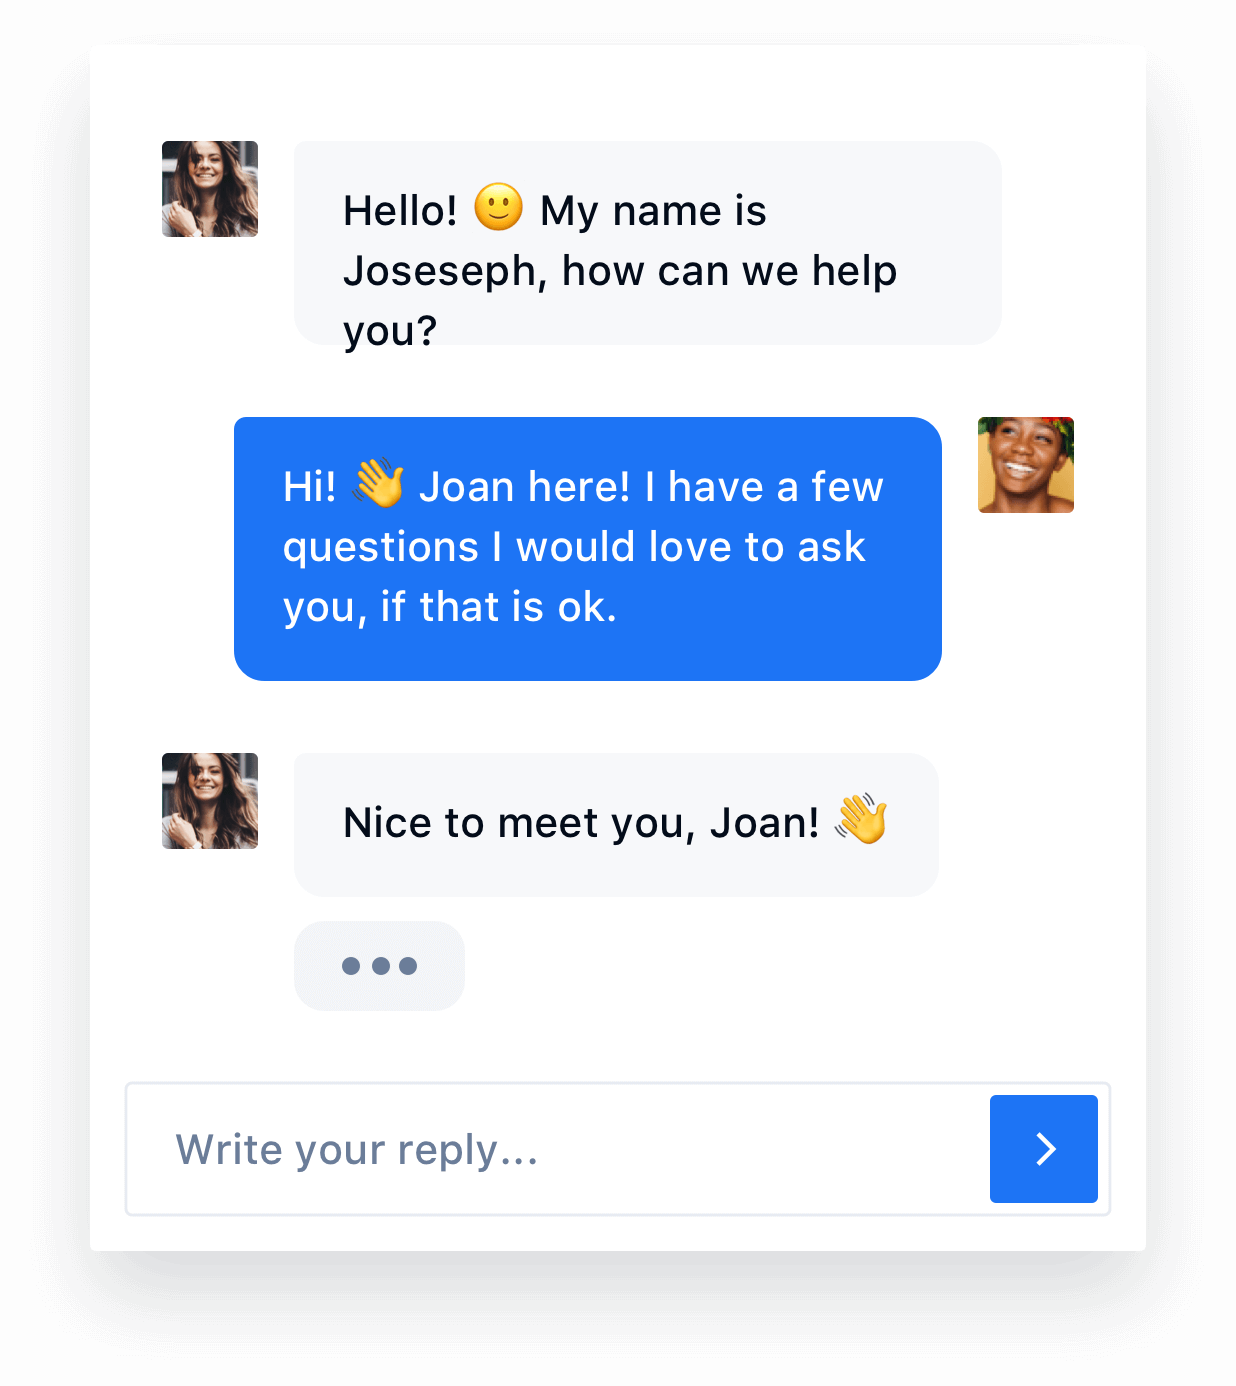 Hello! 🙂 My name is
Joseseph, how can we help
you?
Hi! 👋 Joan here! I have a few
questions I would love to ask
you, if that is ok.
Nice to meet you, Joan! 👋
Write your reply...